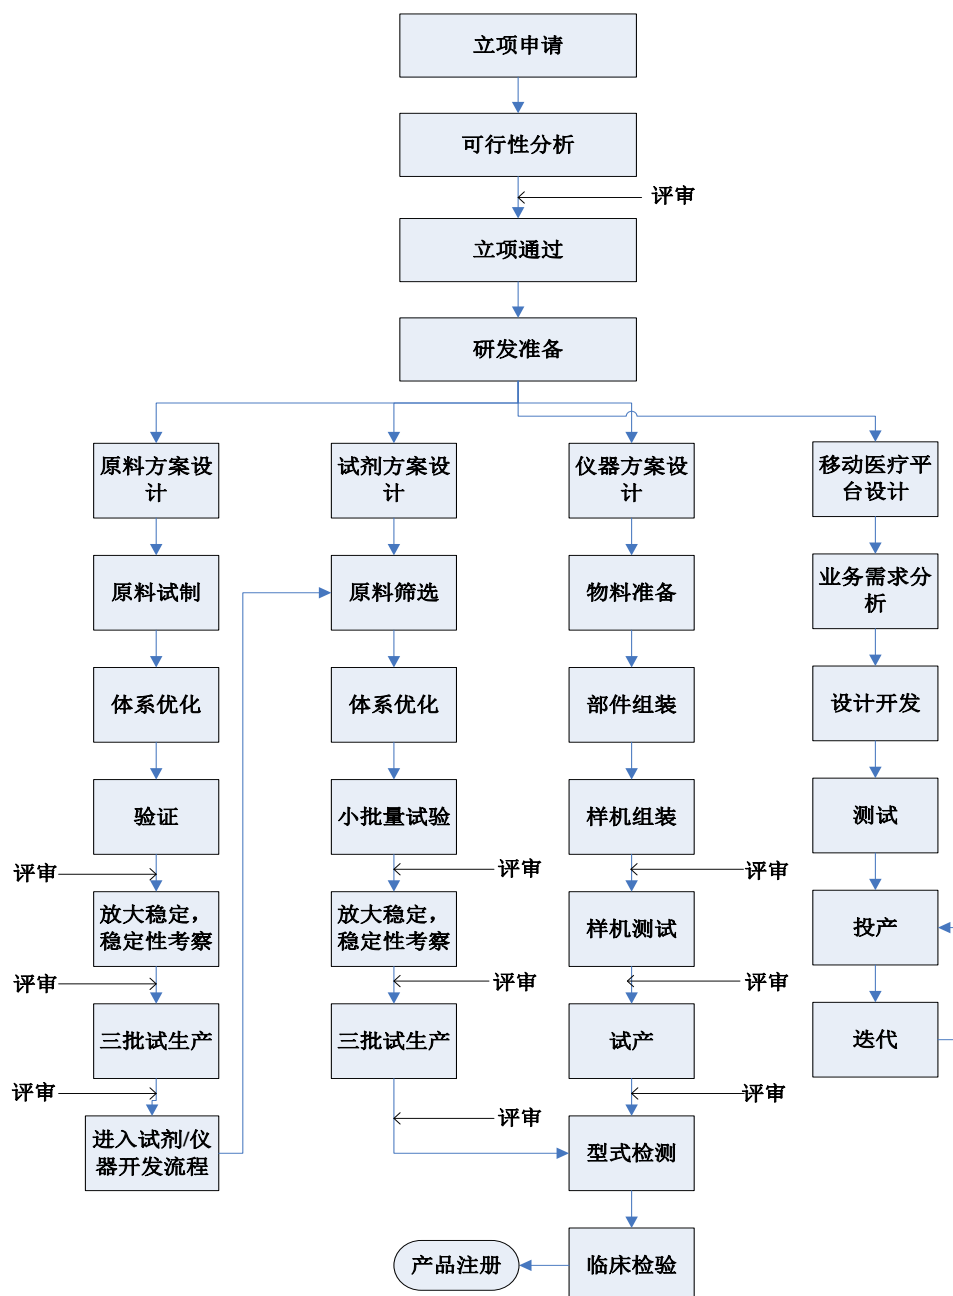 立项申请
可行性分析
评审
立项通过
研发准备
原料方案设
计
试剂方案设
计
仪器方案设
计
移动医疗平
台设计
原料试制
原料筛选
物料准备
业务需求分
析
体系优化
体系优化
部件组装
设计开发
验证
小批量试验
样机组装
测试
评审
评审
评审
放大稳定，
稳定性考察
放大稳定，
稳定性考察
样机测试
投产
评审
评审
评审
三批试生产
三批试生产
试产
迭代
评审
评审
评审
进入试剂/仪
器开发流程
型式检测
产品注册
临床检验